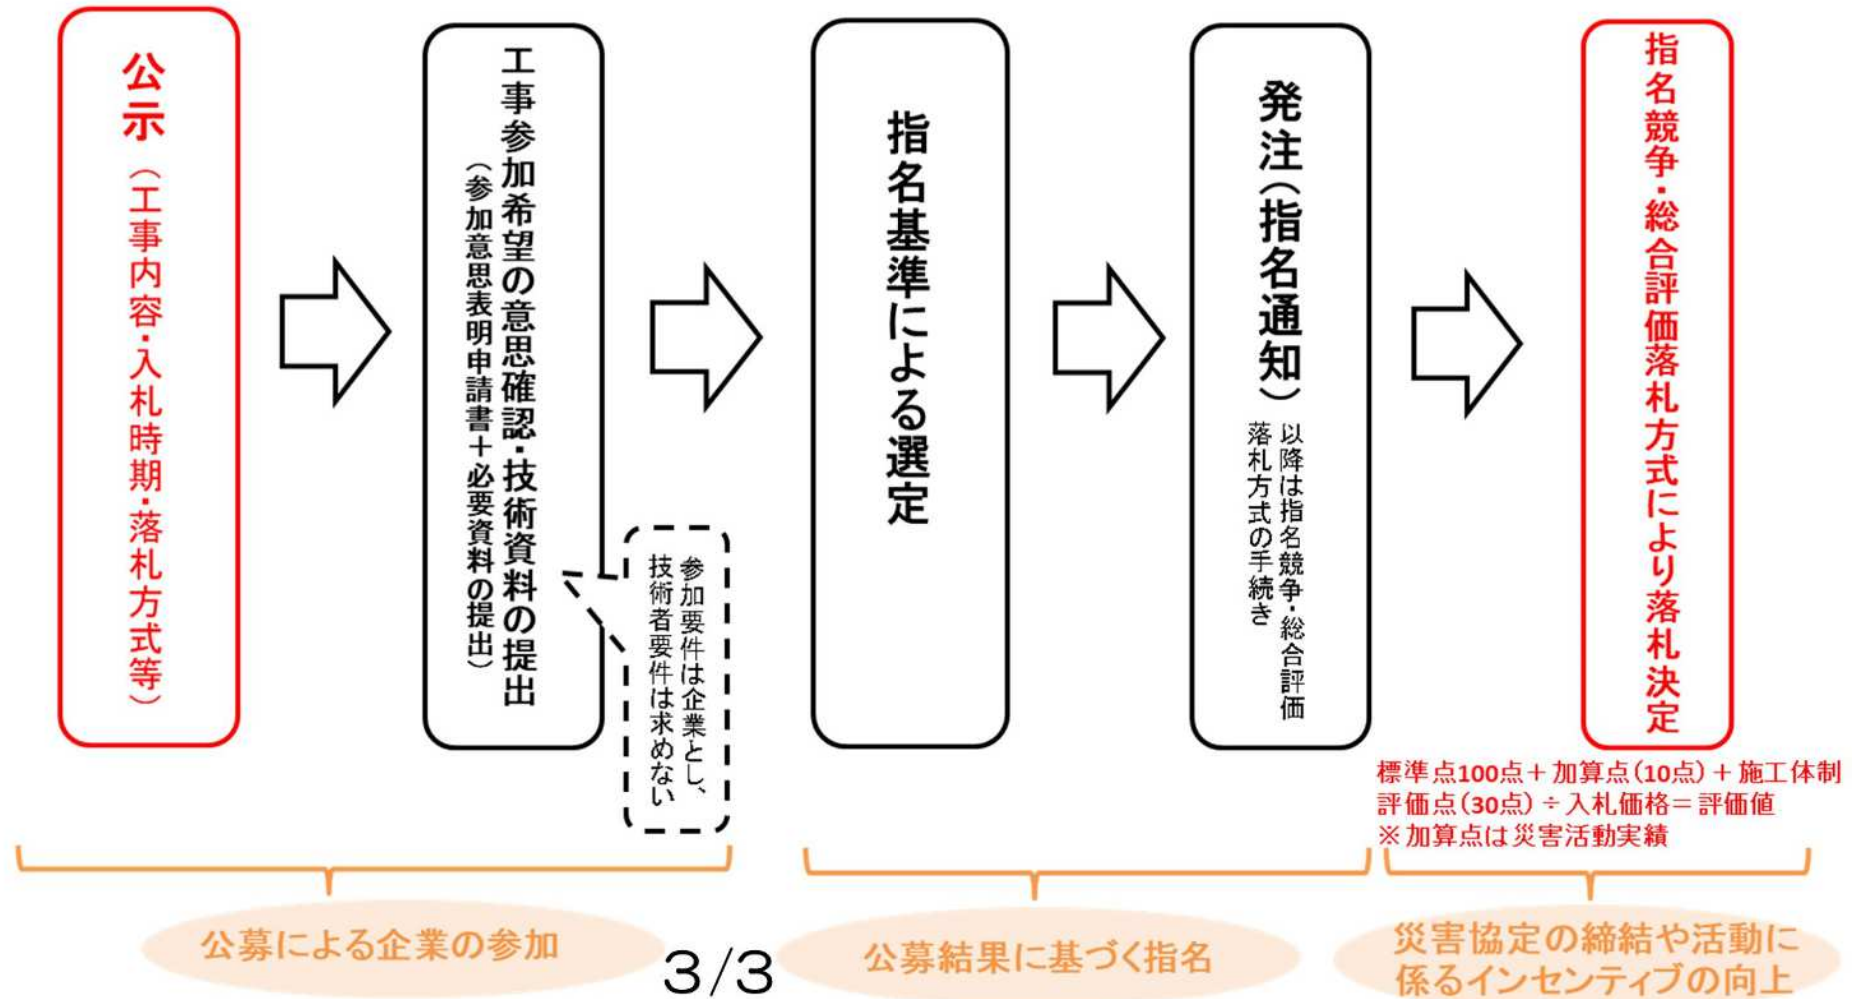 公示（工事内容・入札時期・落札方式等）
工事参加希望の意思確認・技術資料の提出
（参加意思表明申請書＋必要資料の提出）
参加要件は企業とし、
技術者要件は求めない
指名基準による選定
発注（指名通知）
以降は指名競争・総合評価
落札方式の手続き
指名競争・総合評価落札方式により落札決定
標準点100点＋加算点（10点）＋施工体制
評価点（30点）÷入札価格＝評価値
※加算点は災害活動実績
公募による企業の参加
公募結果に基づく指名
災害協定の締結や活動に
係るインセンティブの向上
3/3